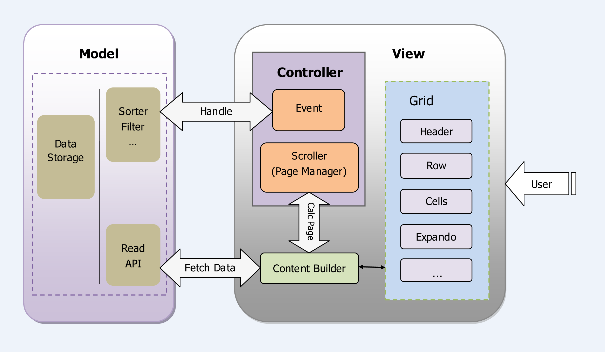 Model
Data
Storage
Sorter
Filter
...
Read
API
Handle
Fetch Data
View
Controller
Event
Scroller
(Page Manager)
Calc Page
Content Builder
Grid
Header
Row
Cells
Expando
...
User